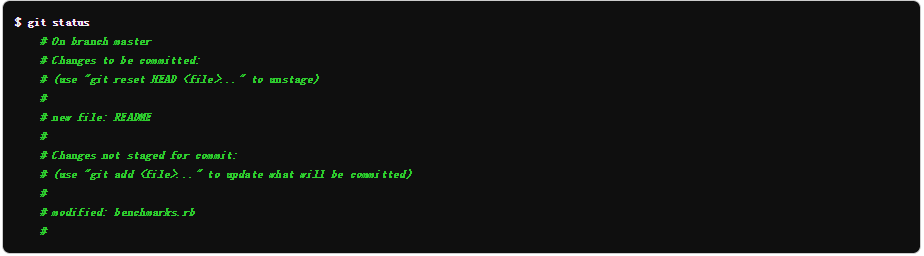 $ git status
# On branch master
# Changes to be committed:
# (use "git reset HEAD <file>..." to unstage)
#
# new file: README
#
# Changes not staged for commit:
# (use "git add <file>..." to update what will be committed)
#
# modified: benchmarks.rb
#